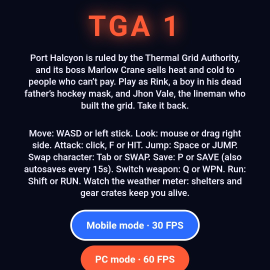 TGA 1
Port Halcyon is ruled by the Thermal Grid Authority,
and its boss Marlow Crane sells heat and cold to
people who can't pay. Play as Rink, a boy in his dead
father's hockey mask, and Jhon Vale, the lineman who
built the grid. Take it back.
Move: WASD or left stick. Look: mouse or drag right
side. Attack: click, F or HIT. Jump: Space or JUMP.
Swap character: Tab or SWAP. Save: P or SAVE (also
autosaves every 15s). Switch weapon: Q or WPN. Run:
Shift or RUN. Watch the weather meter: shelters and
gear crates keep you alive.
Mobile mode · 30 FPS
PC mode · 60 FPS